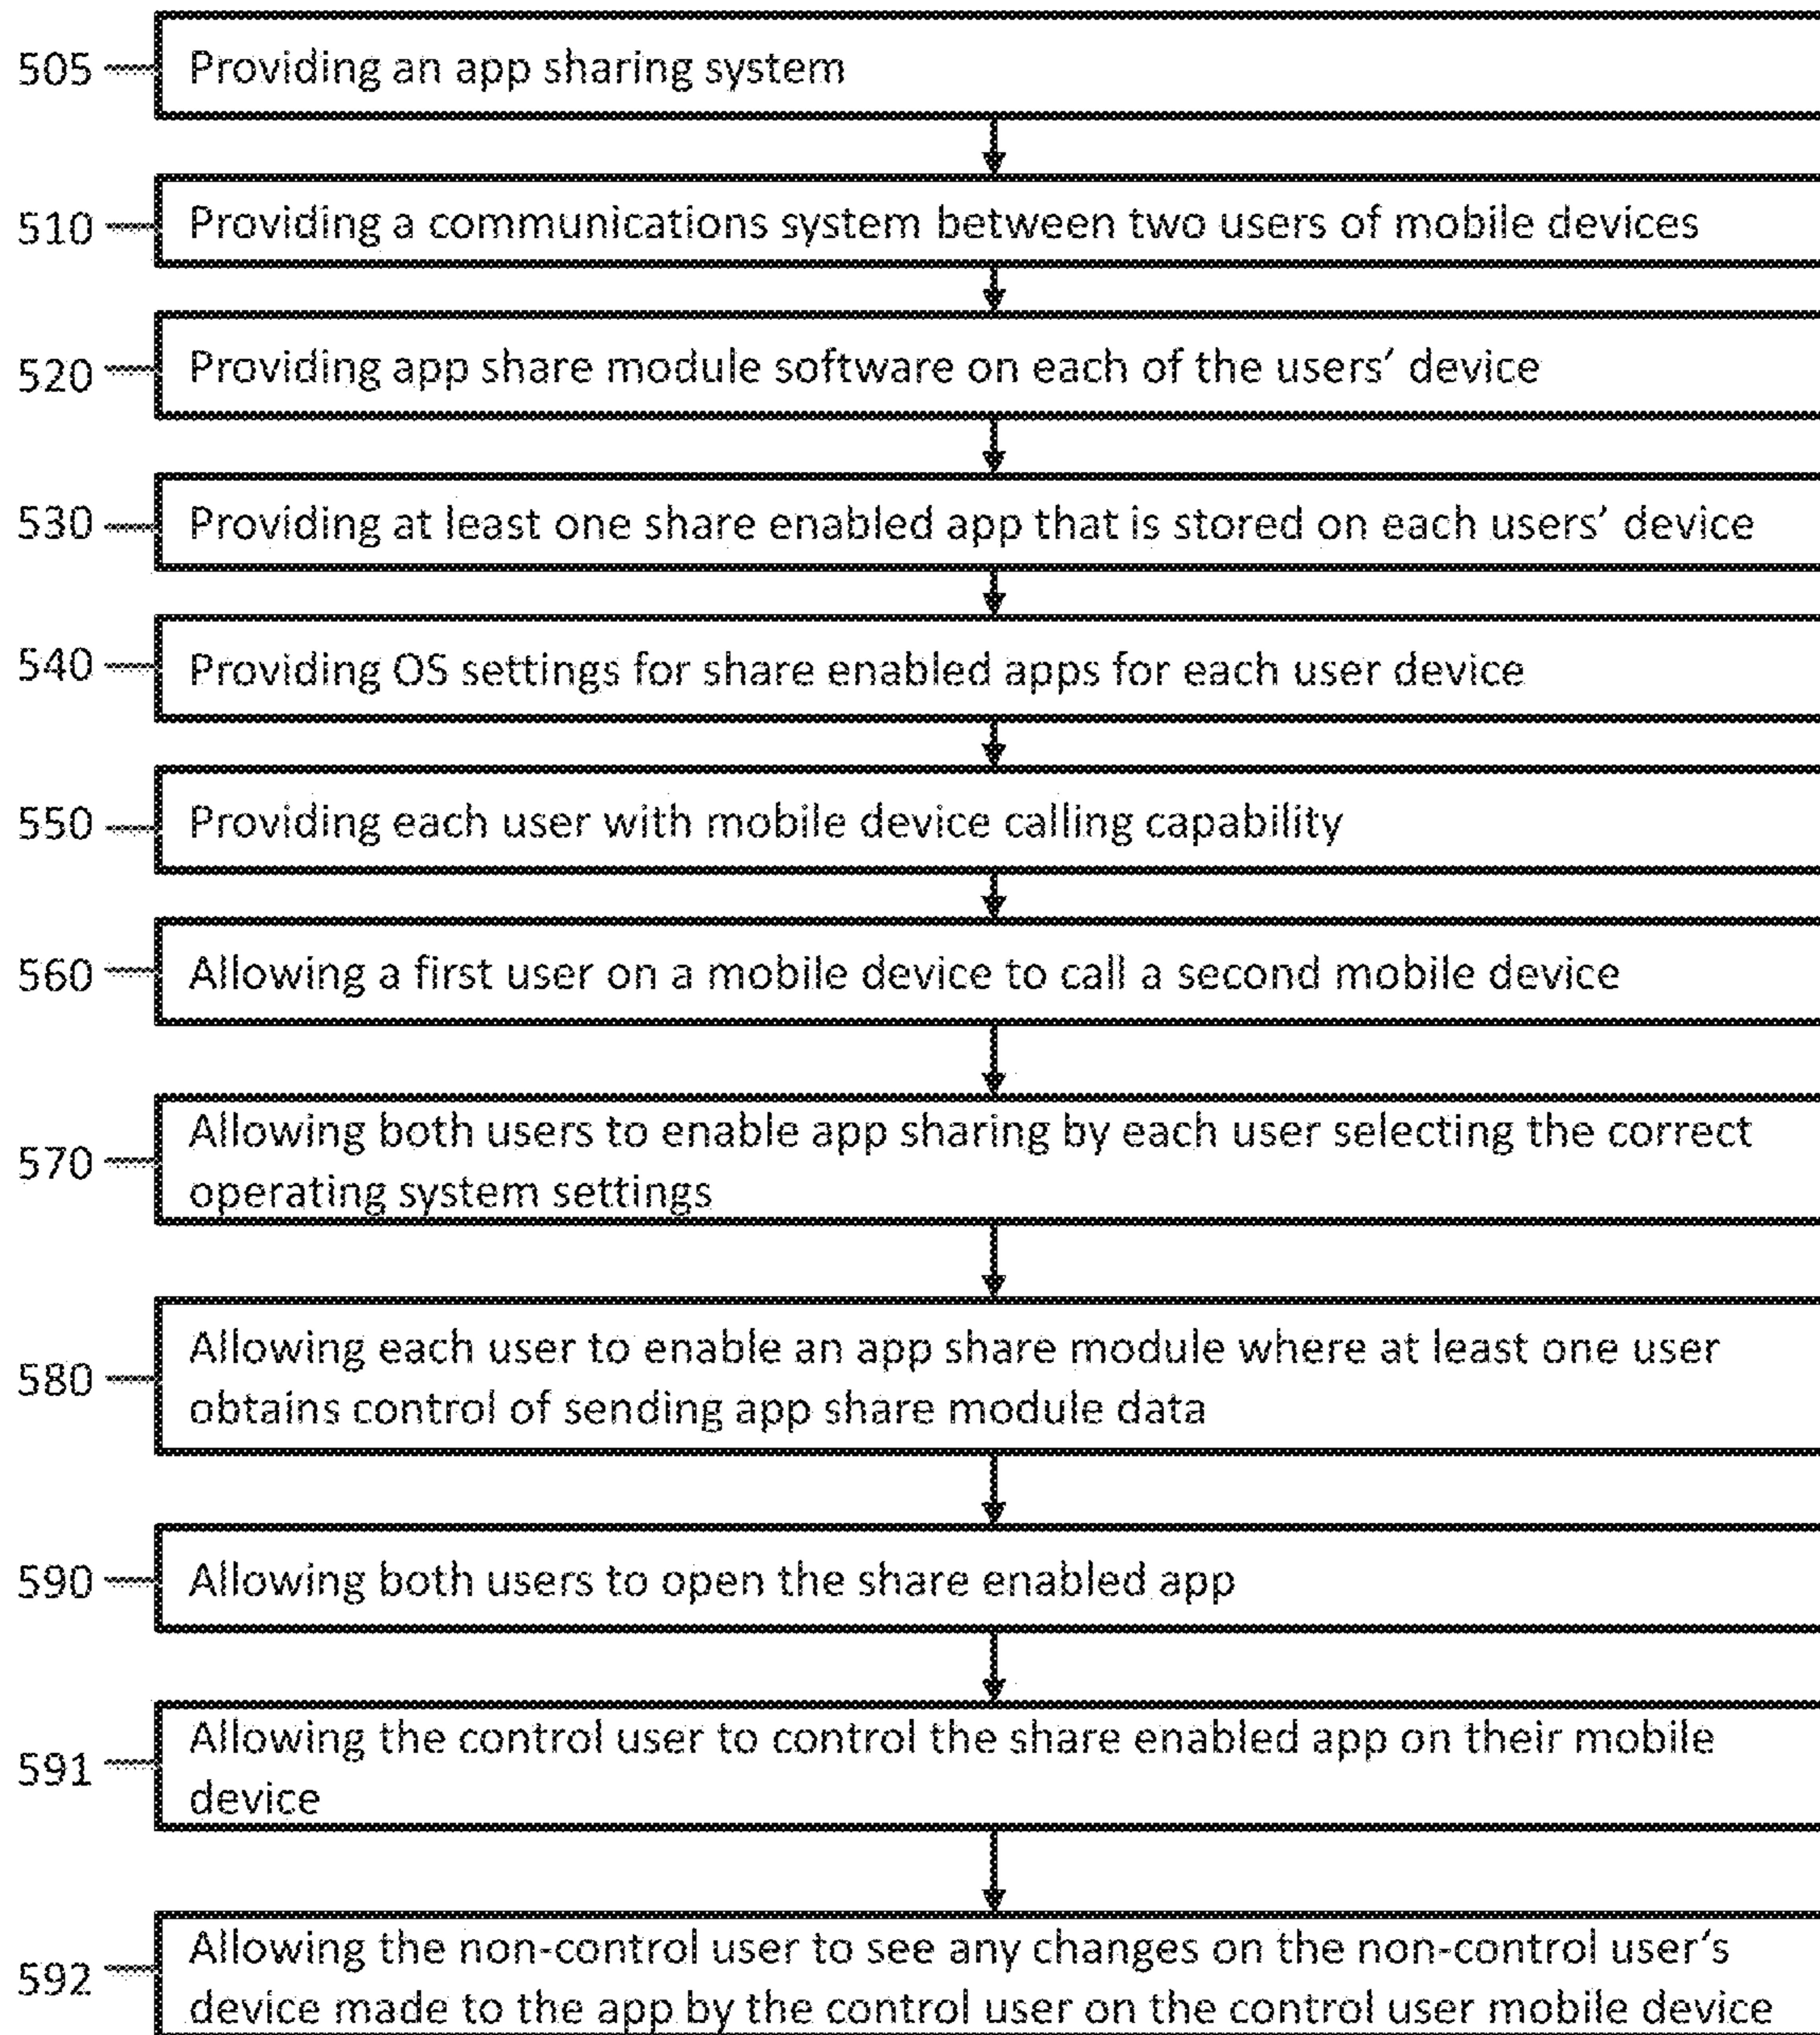 505 Providing an app sharing system
510 Providing a communications system between two users of mobile devices
520 Providing app share module software on each of the users' device
530 Providing at least one share enabled app that is stored on each users' device
540 Providing OS settings for share enabled apps for each user device
550 Providing each user with mobile device calling capability
560 Allowing a first user on a mobile device to call a second mobile device
570 Allowing both users to enable app sharing by each user selecting the correct
operating system settings
580 Allowing each user to enable an app share module where at least one user
obtains control of sending app share module data
590 Allowing both users to open the share enabled app
591 Allowing the control user to control the share enabled app on their mobile
device
592 Allowing the non-control user to see any changes on the non-control user's
device made to the app by the control user on the control user mobile device